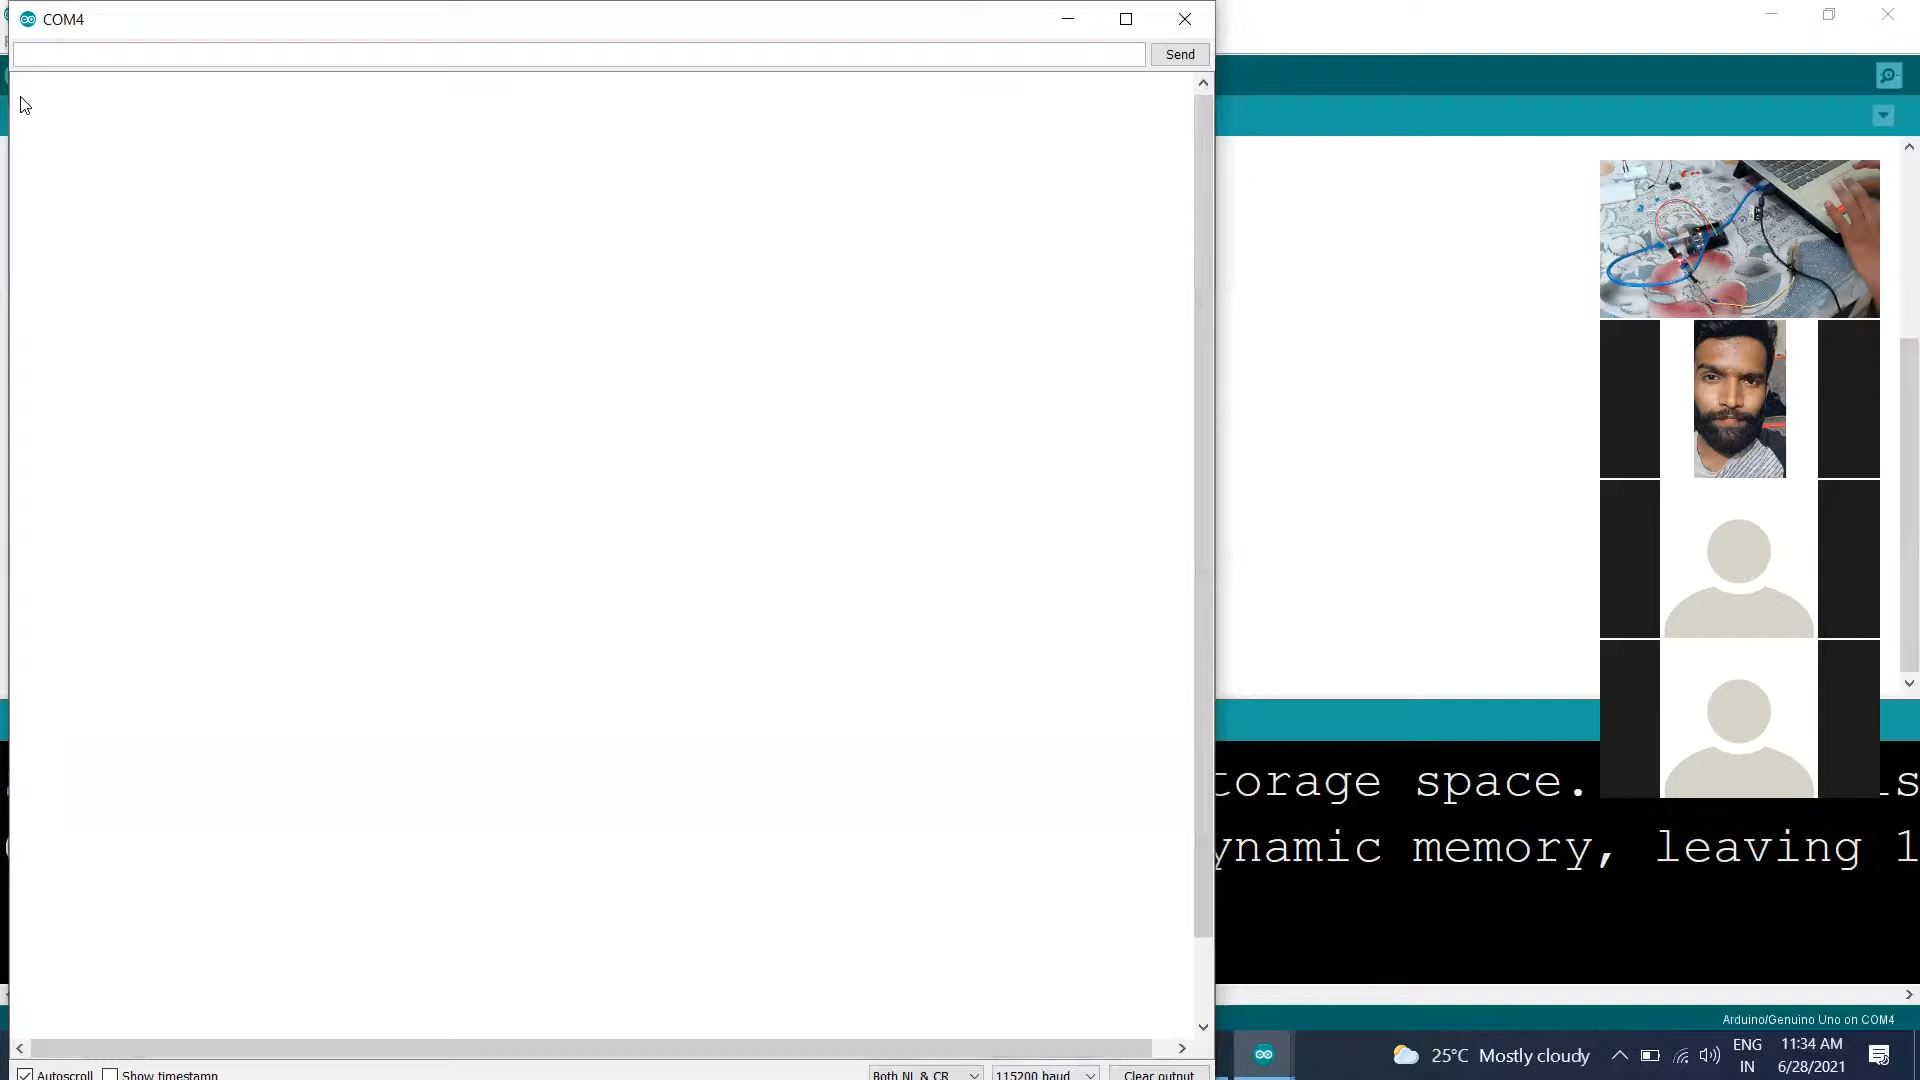 COM4
Send
torage space.
ynamic memory, leaving 1
Arduino/Genuino Uno on COM4
Autoscroll Show timestamp Both NL & CR 115200 baud Clear output
25°C Mostly cloudy ENG IN 11:34 AM 6/28/2021